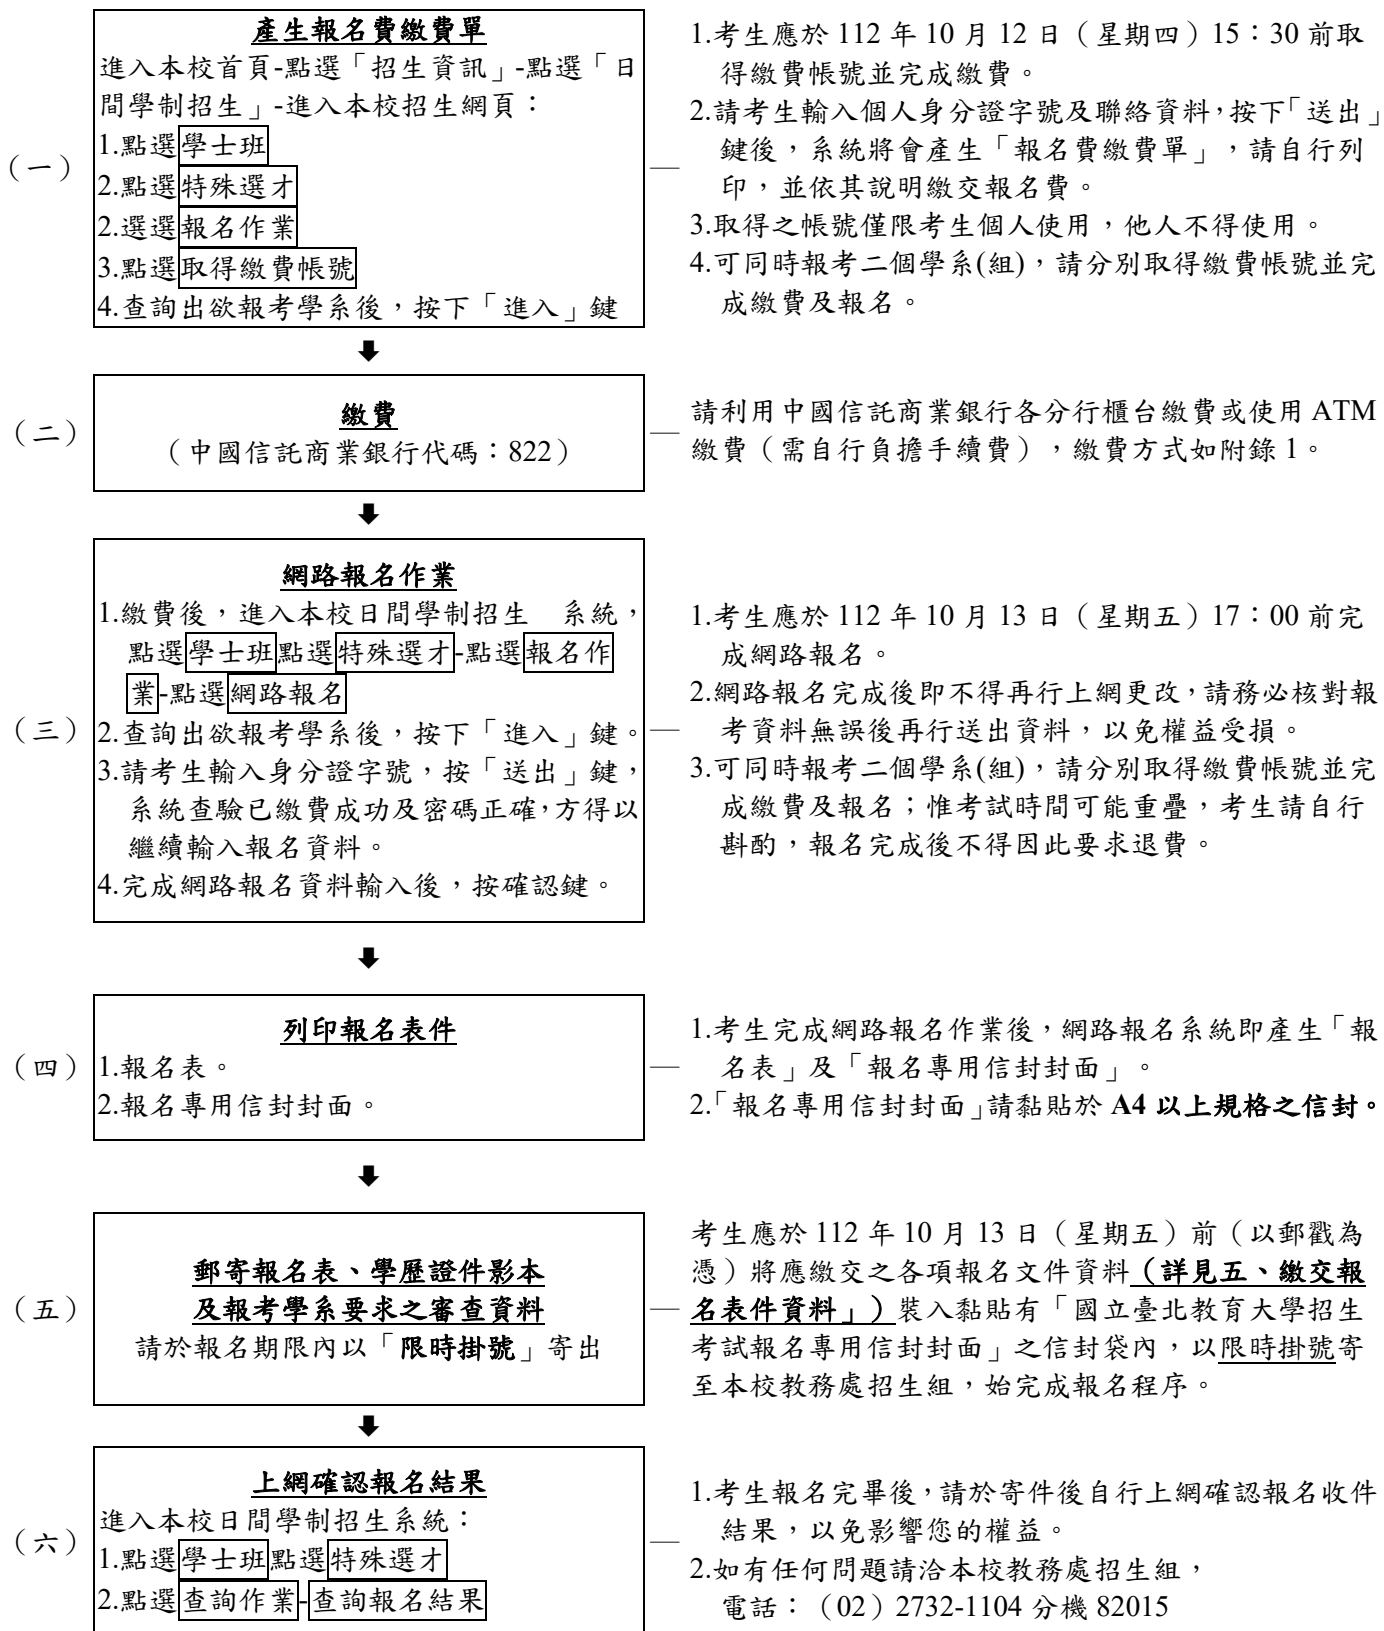 （一）
產生報名費繳費單
進入本校首頁-點選「招生資訊」-點選「日
間學制招生」-進入本校招生網頁：
1.點選學士班
2.點選特殊選才
2.選選報名作業
3.點選取得繳費帳號
4.查詢出欲報考學系後，按下「進入」鍵
1.考生應於 112 年 10 月 12 日（星期四）15：30 前取
得繳費帳號並完成繳費。
2.請考生輸入個人身分證字號及聯絡資料，按下「送出」
鍵後，系統將會產生「報名費繳費單」，請自行列
印，並依其說明繳交報名費。
3.取得之帳號僅限考生個人使用，他人不得使用。
4.可同時報考二個學系(組)，請分別取得繳費帳號並完
成繳費及報名。
（二）
繳費
（中國信託商業銀行代碼：822）
請利用中國信託商業銀行各分行櫃台繳費或使用 ATM
繳費（需自行負擔手續費），繳費方式如附錄 1。
（三）
網路報名作業
1.繳費後，進入本校日間學制招生　系統，
點選學士班點選特殊選才-點選報名作
業-點選網路報名
2.查詢出欲報考學系後，按下「進入」鍵。
3.請考生輸入身分證字號，按「送出」鍵，
系統查驗已繳費成功及密碼正確，方得以
繼續輸入報名資料。
4.完成網路報名資料輸入後，按確認鍵。
1.考生應於 112 年 10 月 13 日（星期五）17：00 前完
成網路報名。
2.網路報名完成後即不得再行上網更改，請務必核對報
考資料無誤後再行送出資料，以免權益受損。
3.可同時報考二個學系(組)，請分別取得繳費帳號並完
成繳費及報名；惟考試時間可能重疊，考生請自行
斟酌，報名完成後不得因此要求退費。
（四）
列印報名表件
1.報名表。
2.報名專用信封封面。
1.考生完成網路報名作業後，網路報名系統即產生「報
名表」及「報名專用信封封面」。
2.「報名專用信封封面」請黏貼於 A4 以上規格之信封。
（五）
郵寄報名表、學歷證件影本
及報考學系要求之審查資料
請於報名期限內以「限時掛號」寄出
考生應於 112 年 10 月 13 日（星期五）前（以郵戳為
憑）將應繳交之各項報名文件資料（詳見五、繳交報
名表件資料」）裝入黏貼有「國立臺北教育大學招生
考試報名專用信封封面」之信封袋內，以限時掛號寄
至本校教務處招生組，始完成報名程序。
（六）
上網確認報名結果
進入本校日間學制招生系統：
1.點選學士班點選特殊選才
2.點選查詢作業-查詢報名結果
1.考生報名完畢後，請於寄件後自行上網確認報名收件
結果，以免影響您的權益。
2.如有任何問題請洽本校教務處招生組，
電話：（02）2732-1104 分機 82015